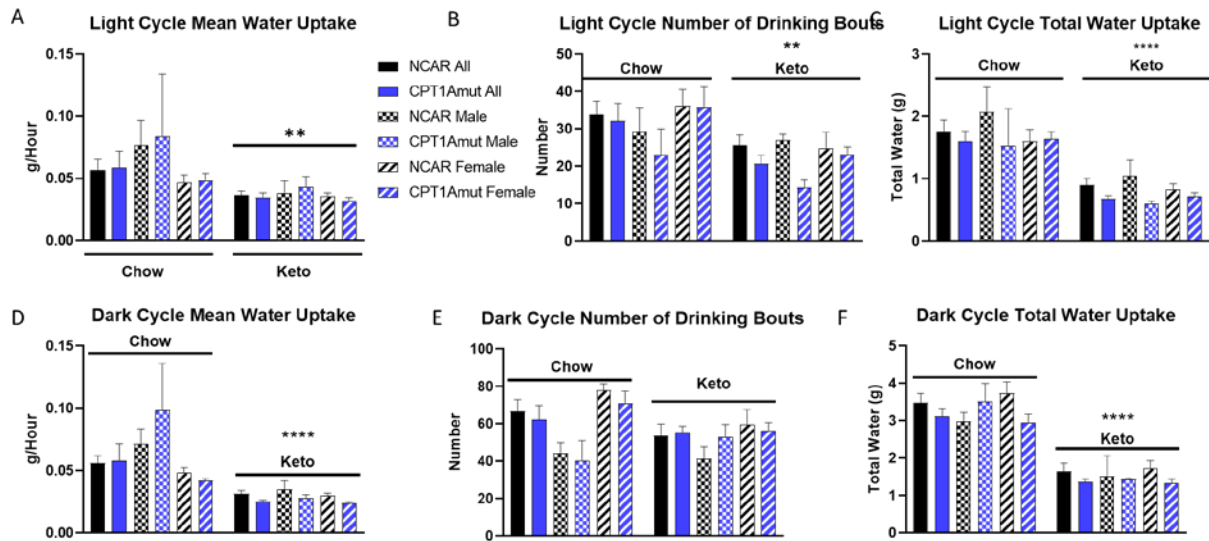 A
Light Cycle Mean Water Uptake
g/Hour
0.15
0.10
0.05
0.00
**
Chow
Keto
NCAR All
CPT1Amut All
NCAR Male
CPT1Amut Male
NCAR Female
CPT1Amut Female
B
Light Cycle Number of Drinking Bouts
Number
50
40
30
20
10
0
Chow
**
Keto
C
Light Cycle Total Water Uptake
Total Water (g)
3
2
1
0
Chow
****
Keto
D
Dark Cycle Mean Water Uptake
g/Hour
0.15
0.10
0.05
0.00
Chow
****
Keto
E
Dark Cycle Number of Drinking Bouts
Number
100
80
60
40
20
0
Chow
Keto
F
Dark Cycle Total Water Uptake
Total Water (g)
5
4
3
2
1
0
Chow
****
Keto